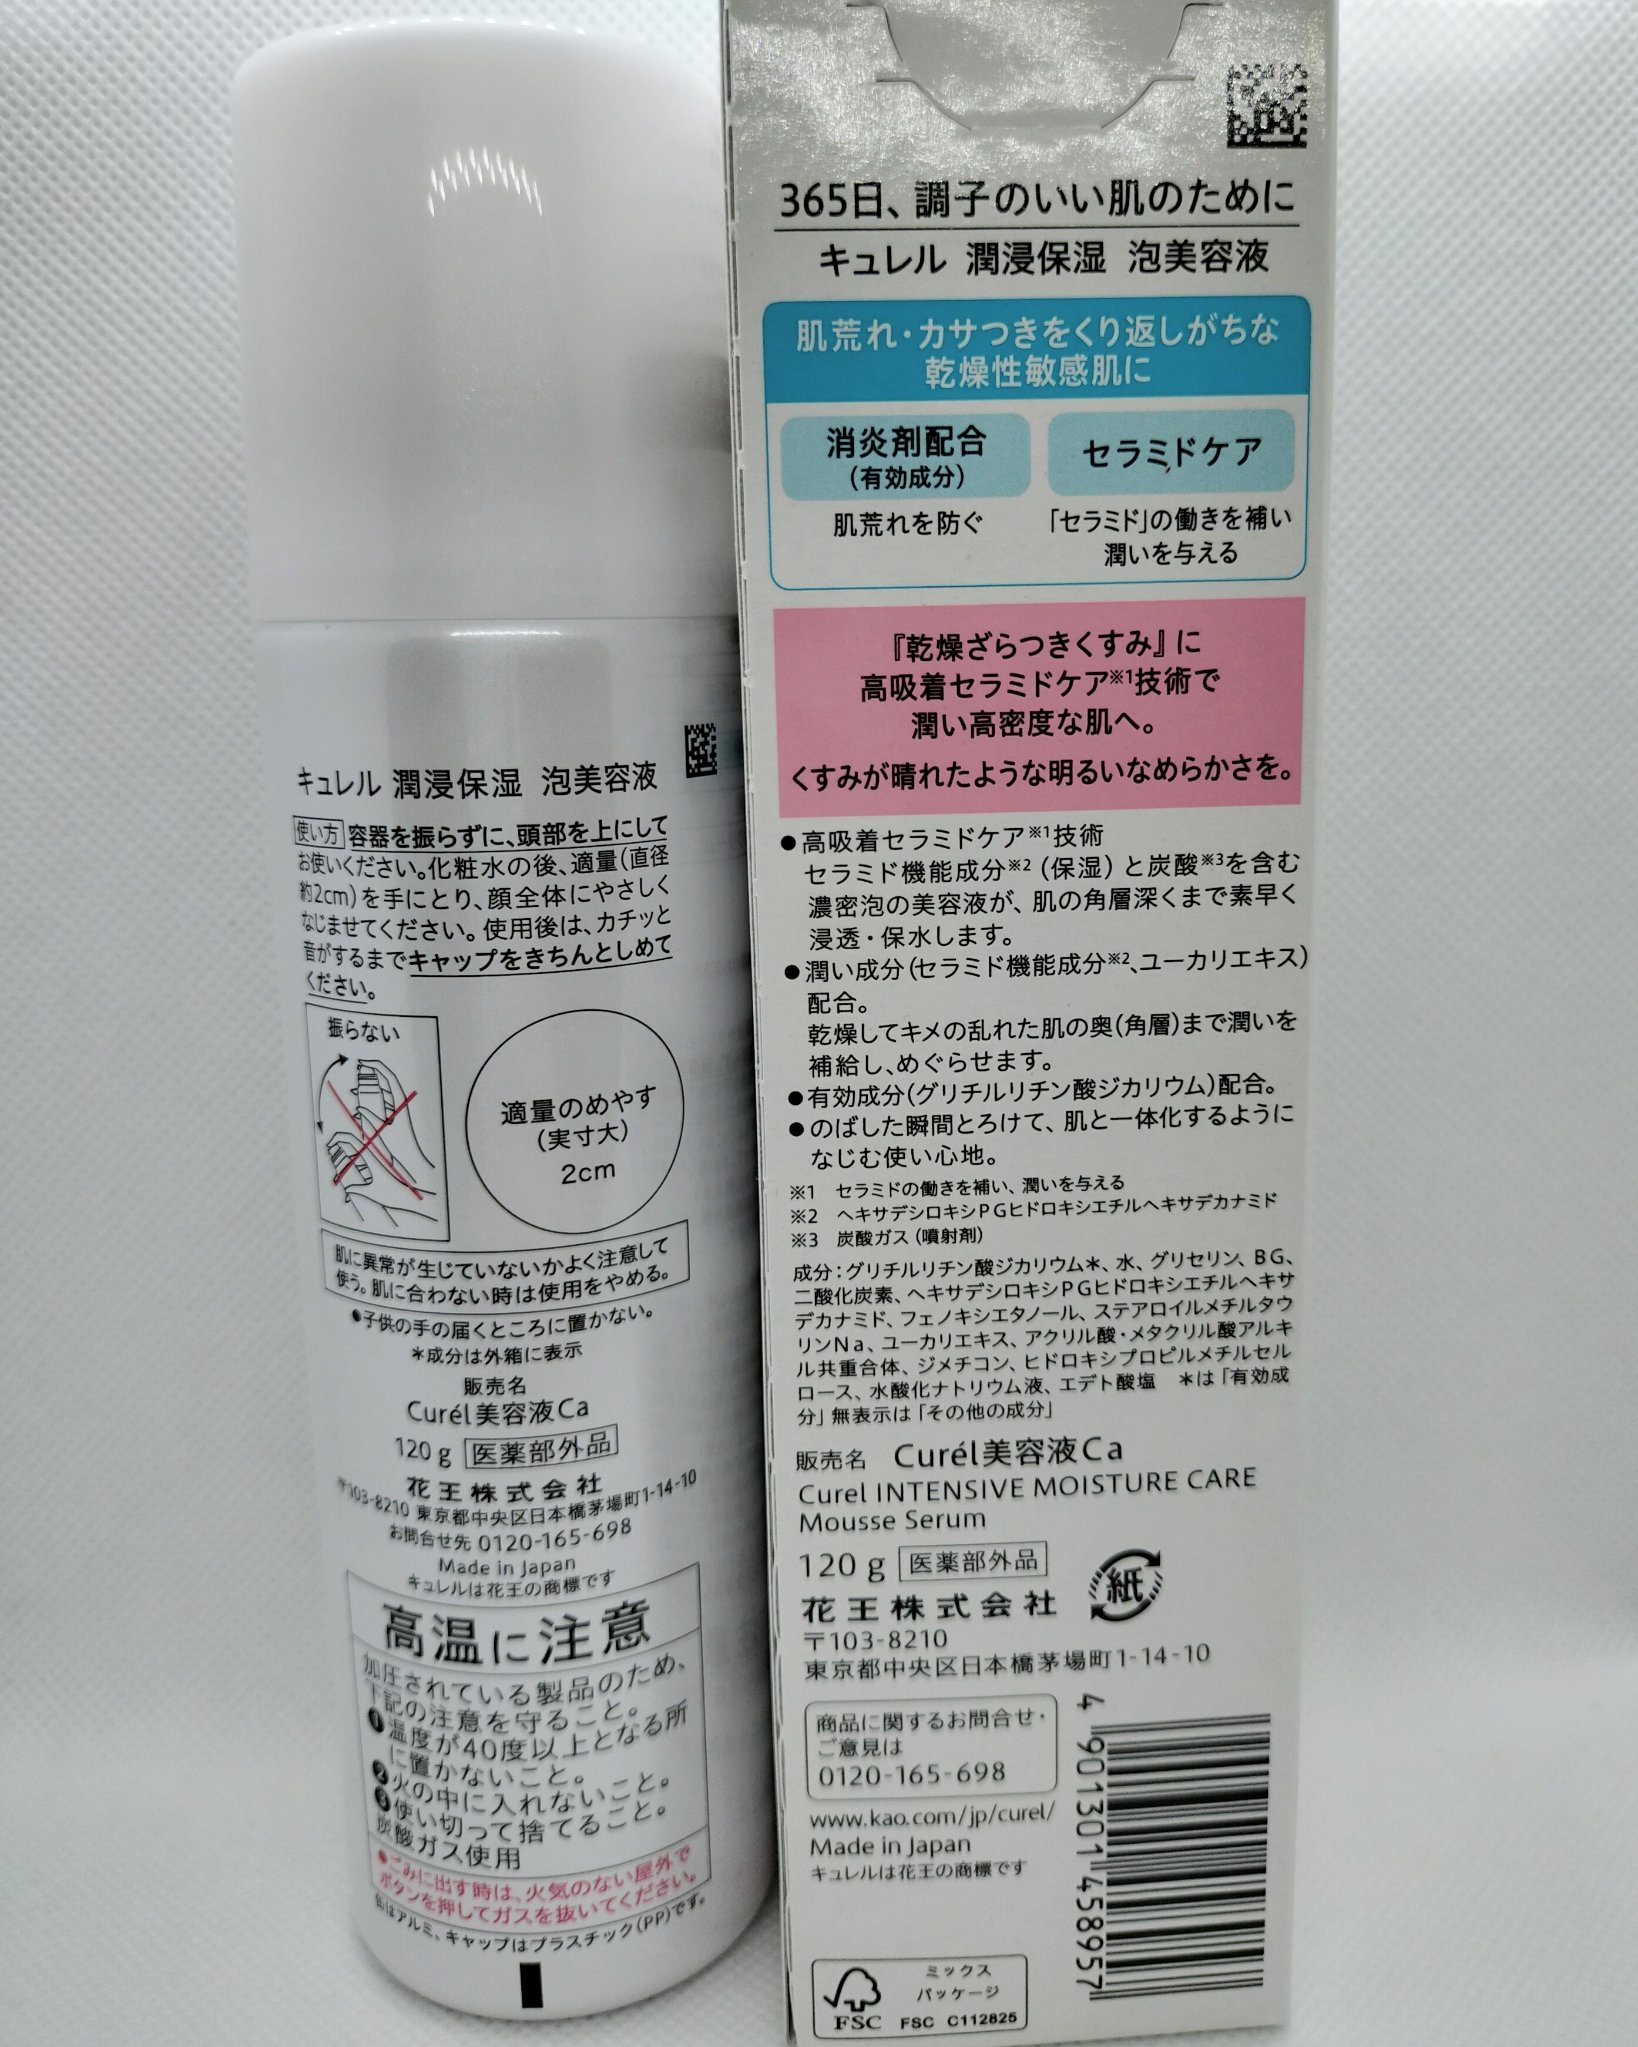 キュレル 潤浸保湿 泡美容液
使い方 容器を振らずに、頭部を上にして
お使いください。化粧水の後、適量(直径
約2cm)を手にとり、顔全体にやさしく
なじませてください。使用後は、カチッと
音がするまでキャップをきちんとしめて
ください。
振らない
適量のめやす
(実寸大)
2cm
肌に異常が生じていないかよく注意して
使う。肌に合わない時は使用をやめる。
●子供の手の届くところに置かない。
*成分は外箱に表示
販売名
Curél美容液Ca
120 g 医薬部外品
花王株式会社
〒103-8210 東京都中央区日本橋茅場町1-14-10
お問合せ先 0120-165-698
Made in Japan
キュレルは花王の商標です
高温に注意
加圧されている製品のため、
下記の注意を守ること。
❶温度が40度以上となる所
に置かないこと。
❷火の中に入れないこと。
❸使い切って捨てること。
炭酸ガス使用
●ごみに出す時は、火気のない屋外で
ボタンを押してガスを抜いてください。
缶はアルミ、キャップはプラスチック(PP)です。
365日、調子のいい肌のために
キュレル 潤浸保湿 泡美容液
肌荒れ・カサつきをくり返しがちな
乾燥性敏感肌に
消炎剤配合
(有効成分)
肌荒れを防ぐ
セラミドケア
「セラミド」の働きを補い
潤いを与える
『乾燥ざらつきくすみ』に
高吸着セラミドケア※1技術で
潤い高密度な肌へ。
くすみが晴れたような明るいなめらかさを。
●高吸着セラミドケア※1技術
セラミド機能成分※2(保湿)と炭酸※3を含む
濃密泡の美容液が、肌の角層深くまで素早く
浸透・保水します。
●潤い成分(セラミド機能成分※2、ユーカリエキス)
配合。
乾燥してキメの乱れた肌の奥(角層)まで潤いを
補給し、めぐらせます。
●有効成分(グリチルリチン酸ジカリウム)配合。
●のばした瞬間とろけて、肌と一体化するように
なじむ使い心地。
※1 セラミドの働きを補い、潤いを与える
※2 ヘキサデシロキシPGヒドロキシエチルヘキサデカナミド
※3 炭酸ガス(噴射剤)
成分:グリチルリチン酸ジカリウム*、水、グリセリン、BG、
二酸化炭素、ヘキサデシロキシPGヒドロキシエチルヘキサ
デカナミド、フェノキシエタノール、ステアロイルメチルタウ
リンNa、ユーカリエキス、アクリル酸・メタクリル酸アルキ
ル共重合体、ジメチコン、ヒドロキシプロピルメチルセル
ロース、水酸化ナトリウム液、エデト酸塩 *は「有効成
分」無表示は「その他の成分」
販売名 Curél美容液Ca
Curel INTENSIVE MOISTURE CARE
Mousse Serum
120 g 医薬部外品
紙
花王株式会社
〒103-8210
東京都中央区日本橋茅場町1-14-10
商品に関するお問合せ・
ご意見は
0120-165-698
www.kao.com/jp/curel/
Made in Japan
キュレルは花王の商標です
4 901301 458957
ミックス
パッケージ
FSC FSC C112825